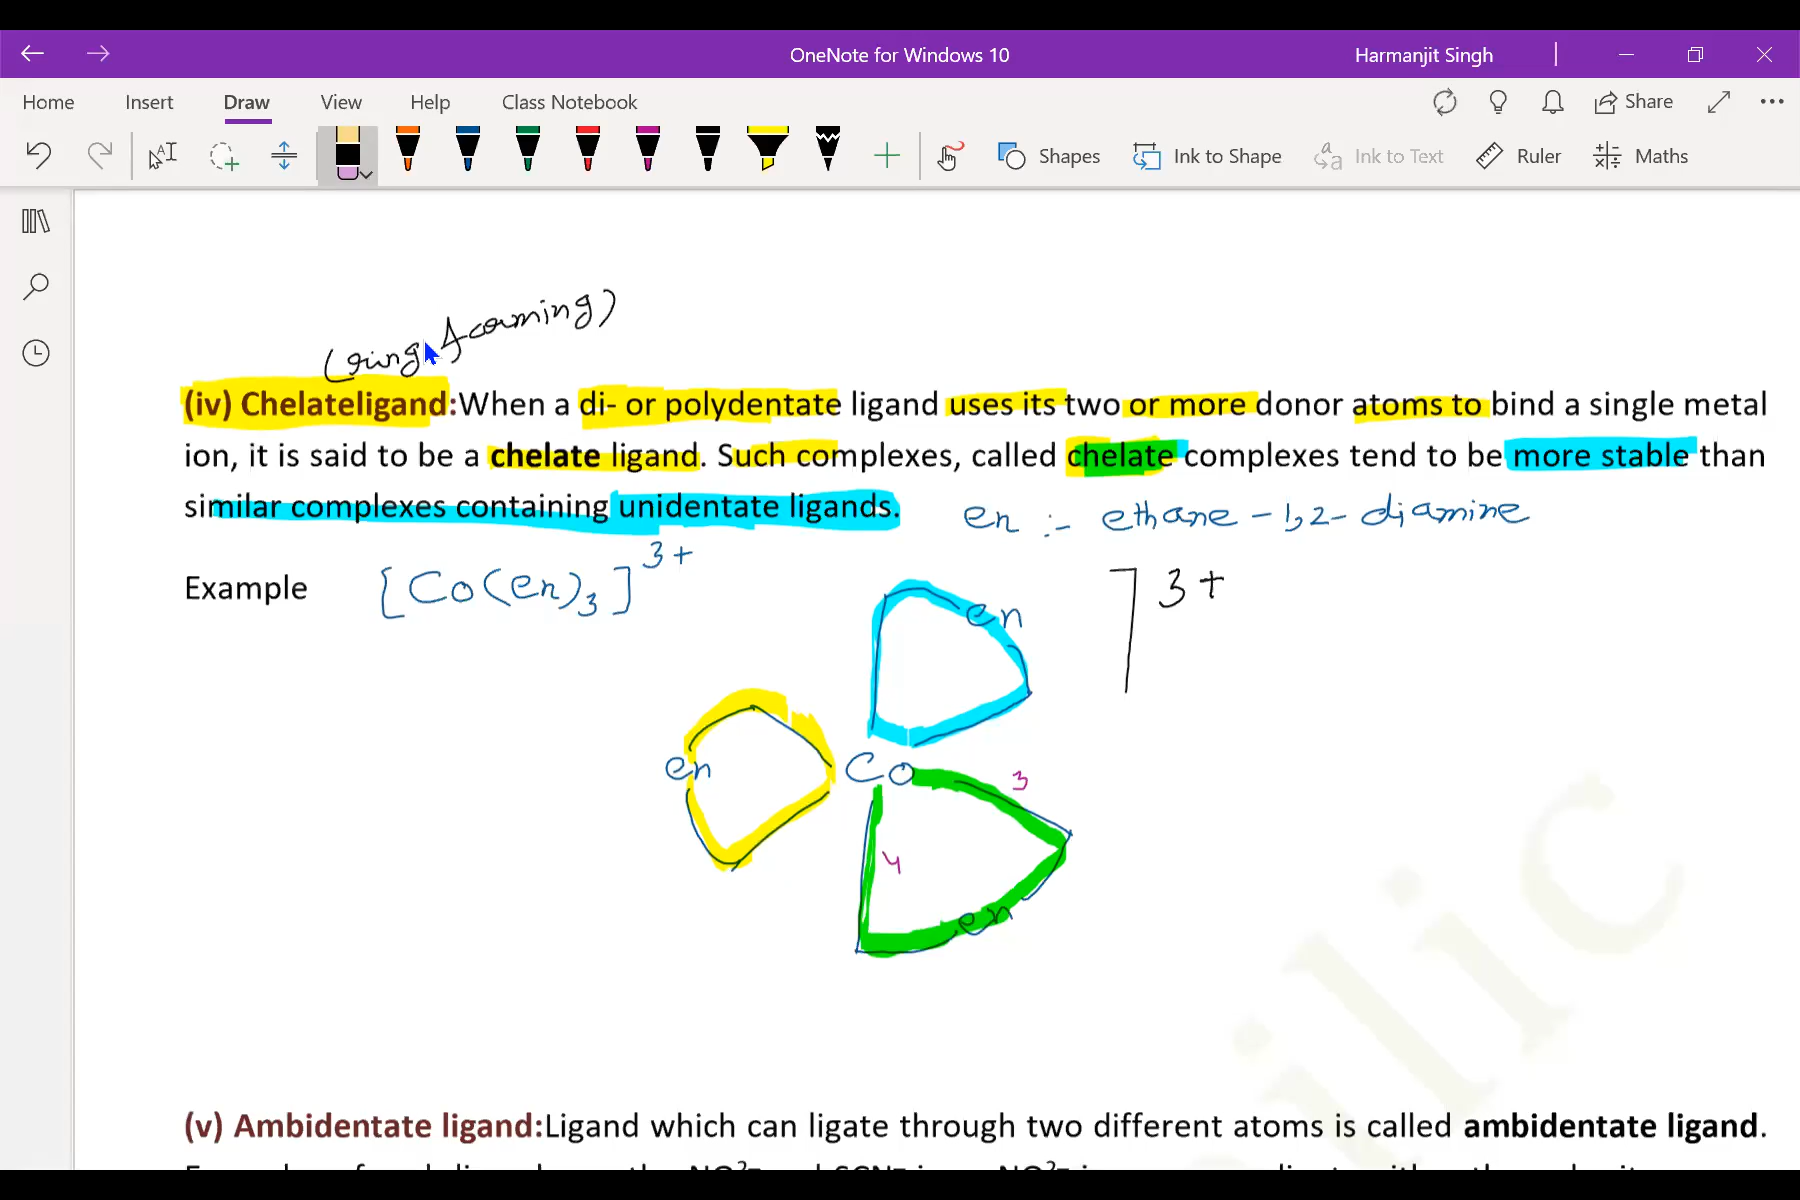 OneNote for Windows 10
Harmanjit Singh
Home Insert Draw View Help Class Notebook
Share
Shapes Ink to Shape Ink to Text Ruler Maths
(ring forming)
(iv) Chelateligand:When a di- or polydentate ligand uses its two or more donor atoms to bind a single metal
ion, it is said to be a chelate ligand. Such complexes, called chelate complexes tend to be more stable than
similar complexes containing unidentate ligands.
en :- ethane-1,2-diamine
Example [Co(en)3]3+
en
]3+
en
Co
3
4
en
(v) Ambidentate ligand:Ligand which can ligate through two different atoms is called ambidentate ligand.